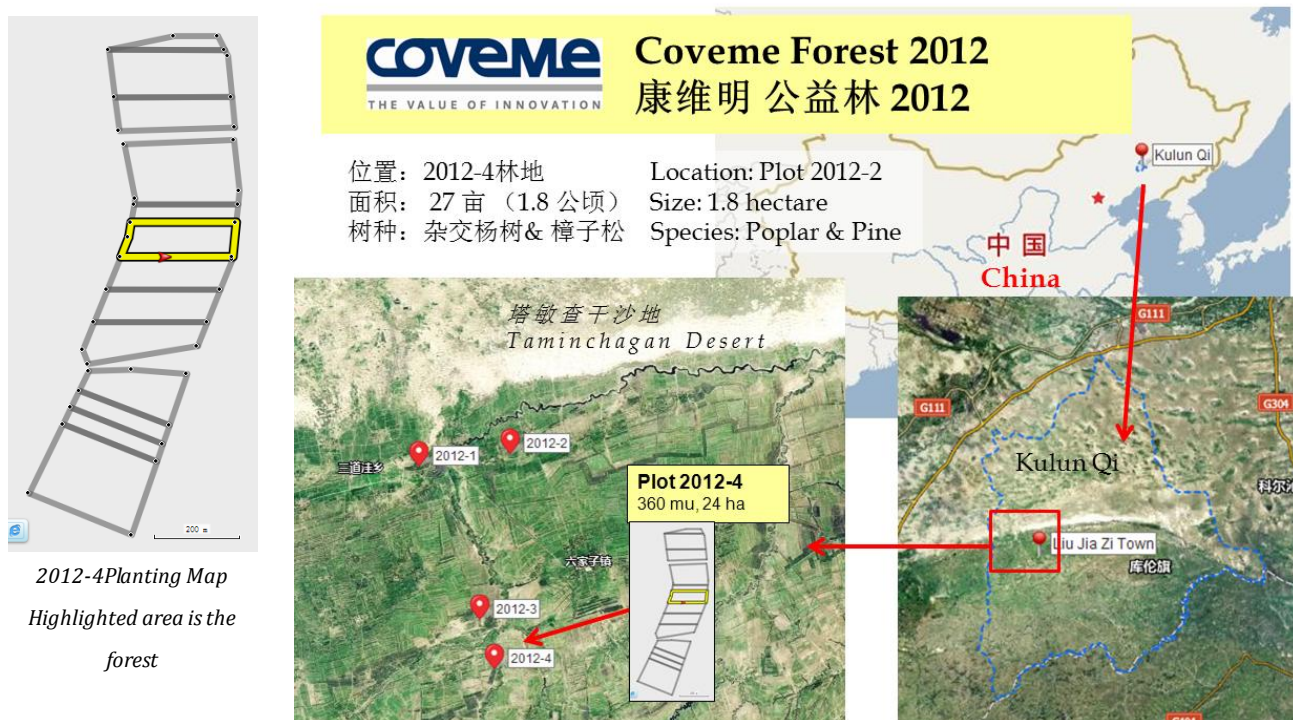 coveme
THE VALUE OF INNOVATION
Coveme Forest 2012
康维明 公益林 2012
位置：2012-4林地
面积： 27 亩 （1.8 公顷）
树种：杂交杨树& 樟子松
Location: Plot 2012-2
Size: 1.8 hectare
Species: Poplar & Pine
Kulun Qi
中 国
China
200 m
2012-4Planting Map
Highlighted area is the
forest
塔敏查干沙地
Taminchagan Desert
2012-1
2012-2
三道洼乡
Plot 2012-4
360 mu, 24 ha
六家子镇
2012-3
2012-4
G111
G111
G304
Kulun Qi
Liu Jia Zi Town
库伦旗